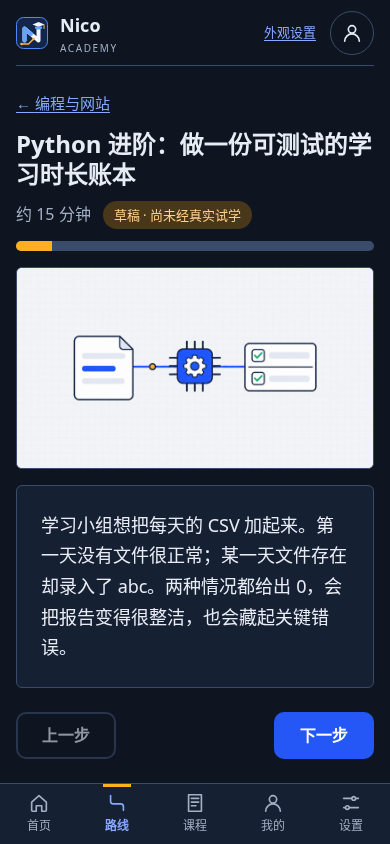 Nico
ACADEMY
外观设置
← 编程与网站
Python 进阶：做一份可测试的学
习时长账本
约 15 分钟
草稿 · 尚未经真实试学
学习小组想把每天的 CSV 加起来。第
一天没有文件很正常；某一天文件存在
却录入了 abc。两种情况都给出 0，会
把报告变得很整洁，也会藏起关键错
误。
上一步
下一步
首页
路线
课程
我的
设置